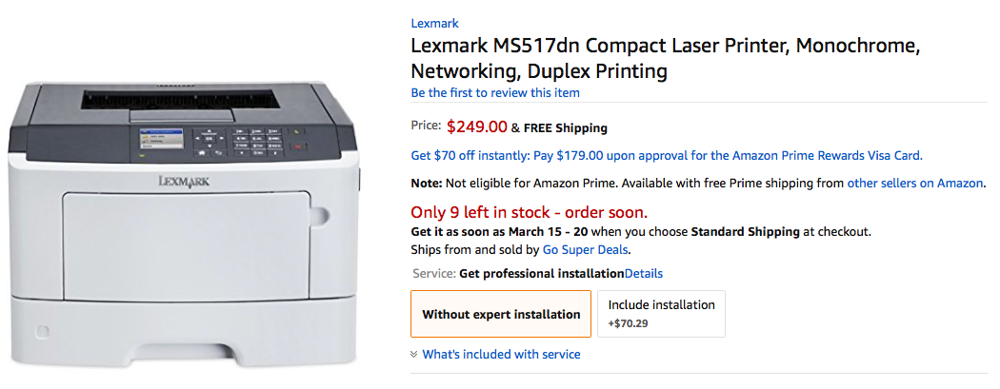 Lexmark
Lexmark MS517dn Compact Laser Printer, Monochrome,
Networking, Duplex Printing
Be the first to review this item
Price: $249.00 & FREE Shipping
Get $70 off instantly: Pay $179.00 upon approval for the Amazon Prime Rewards Visa Card.
Note: Not eligible for Amazon Prime. Available with free Prime shipping from other sellers on Amazon.
Only 9 left in stock - order soon.
Get it as soon as March 15 - 20 when you choose Standard Shipping at checkout.
Ships from and sold by Go Super Deals.
Service: Get professional installationDetails
Without expert installation
Include installation
+$70.29
What's included with service
LEXMARK